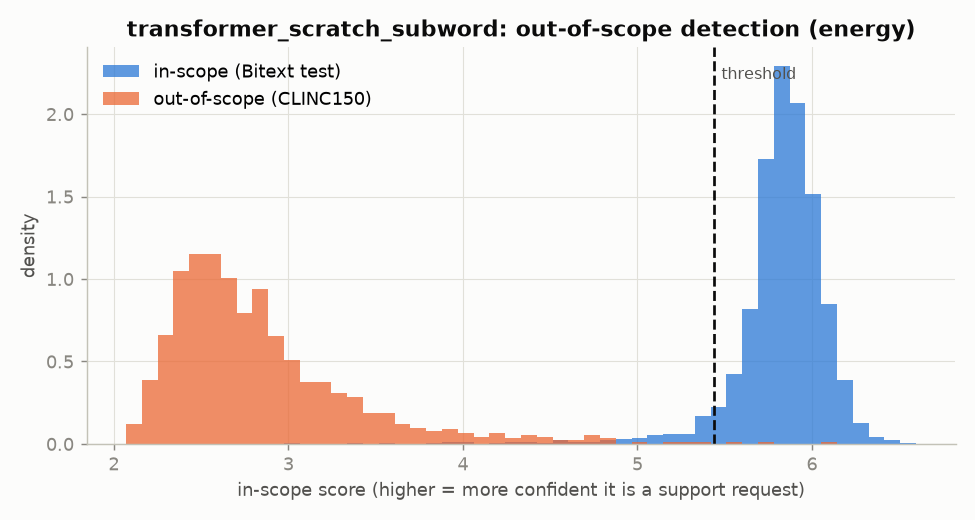 transformer_scratch_subword: out-of-scope detection (energy)
in-scope (Bitext test)
out-of-scope (CLINC150)
threshold
2.0
1.5
1.0
0.5
0.0
density
2 3 4 5 6
in-scope score (higher = more confident it is a support request)